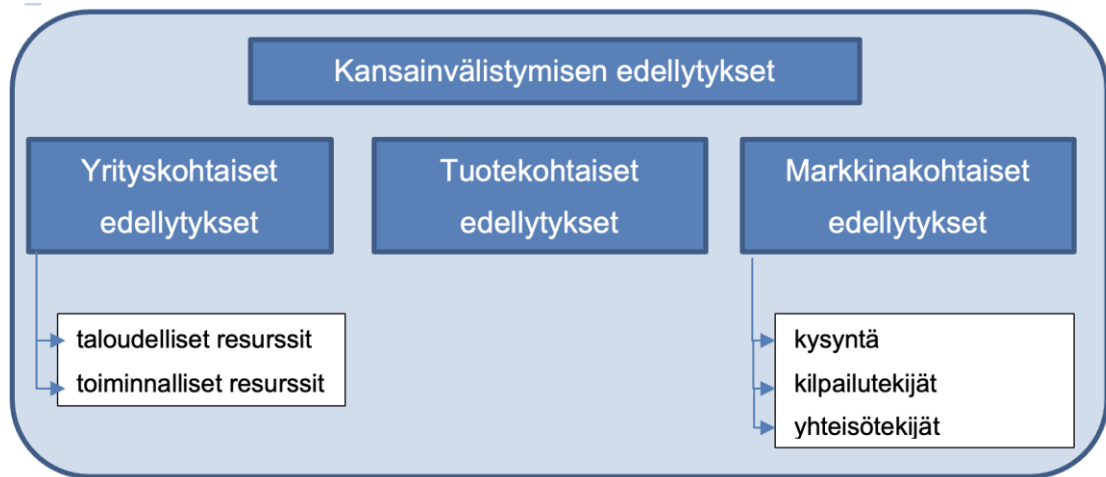 Kansainvälistymisen edellytykset
Yrityskohtaiset
edellytykset
Tuotekohtaiset
edellytykset
Markkinakohtaiset
edellytykset
taloudelliset resurssit
toiminnalliset resurssit
kysyntä
kilpailutekijät
yhteisötekijät